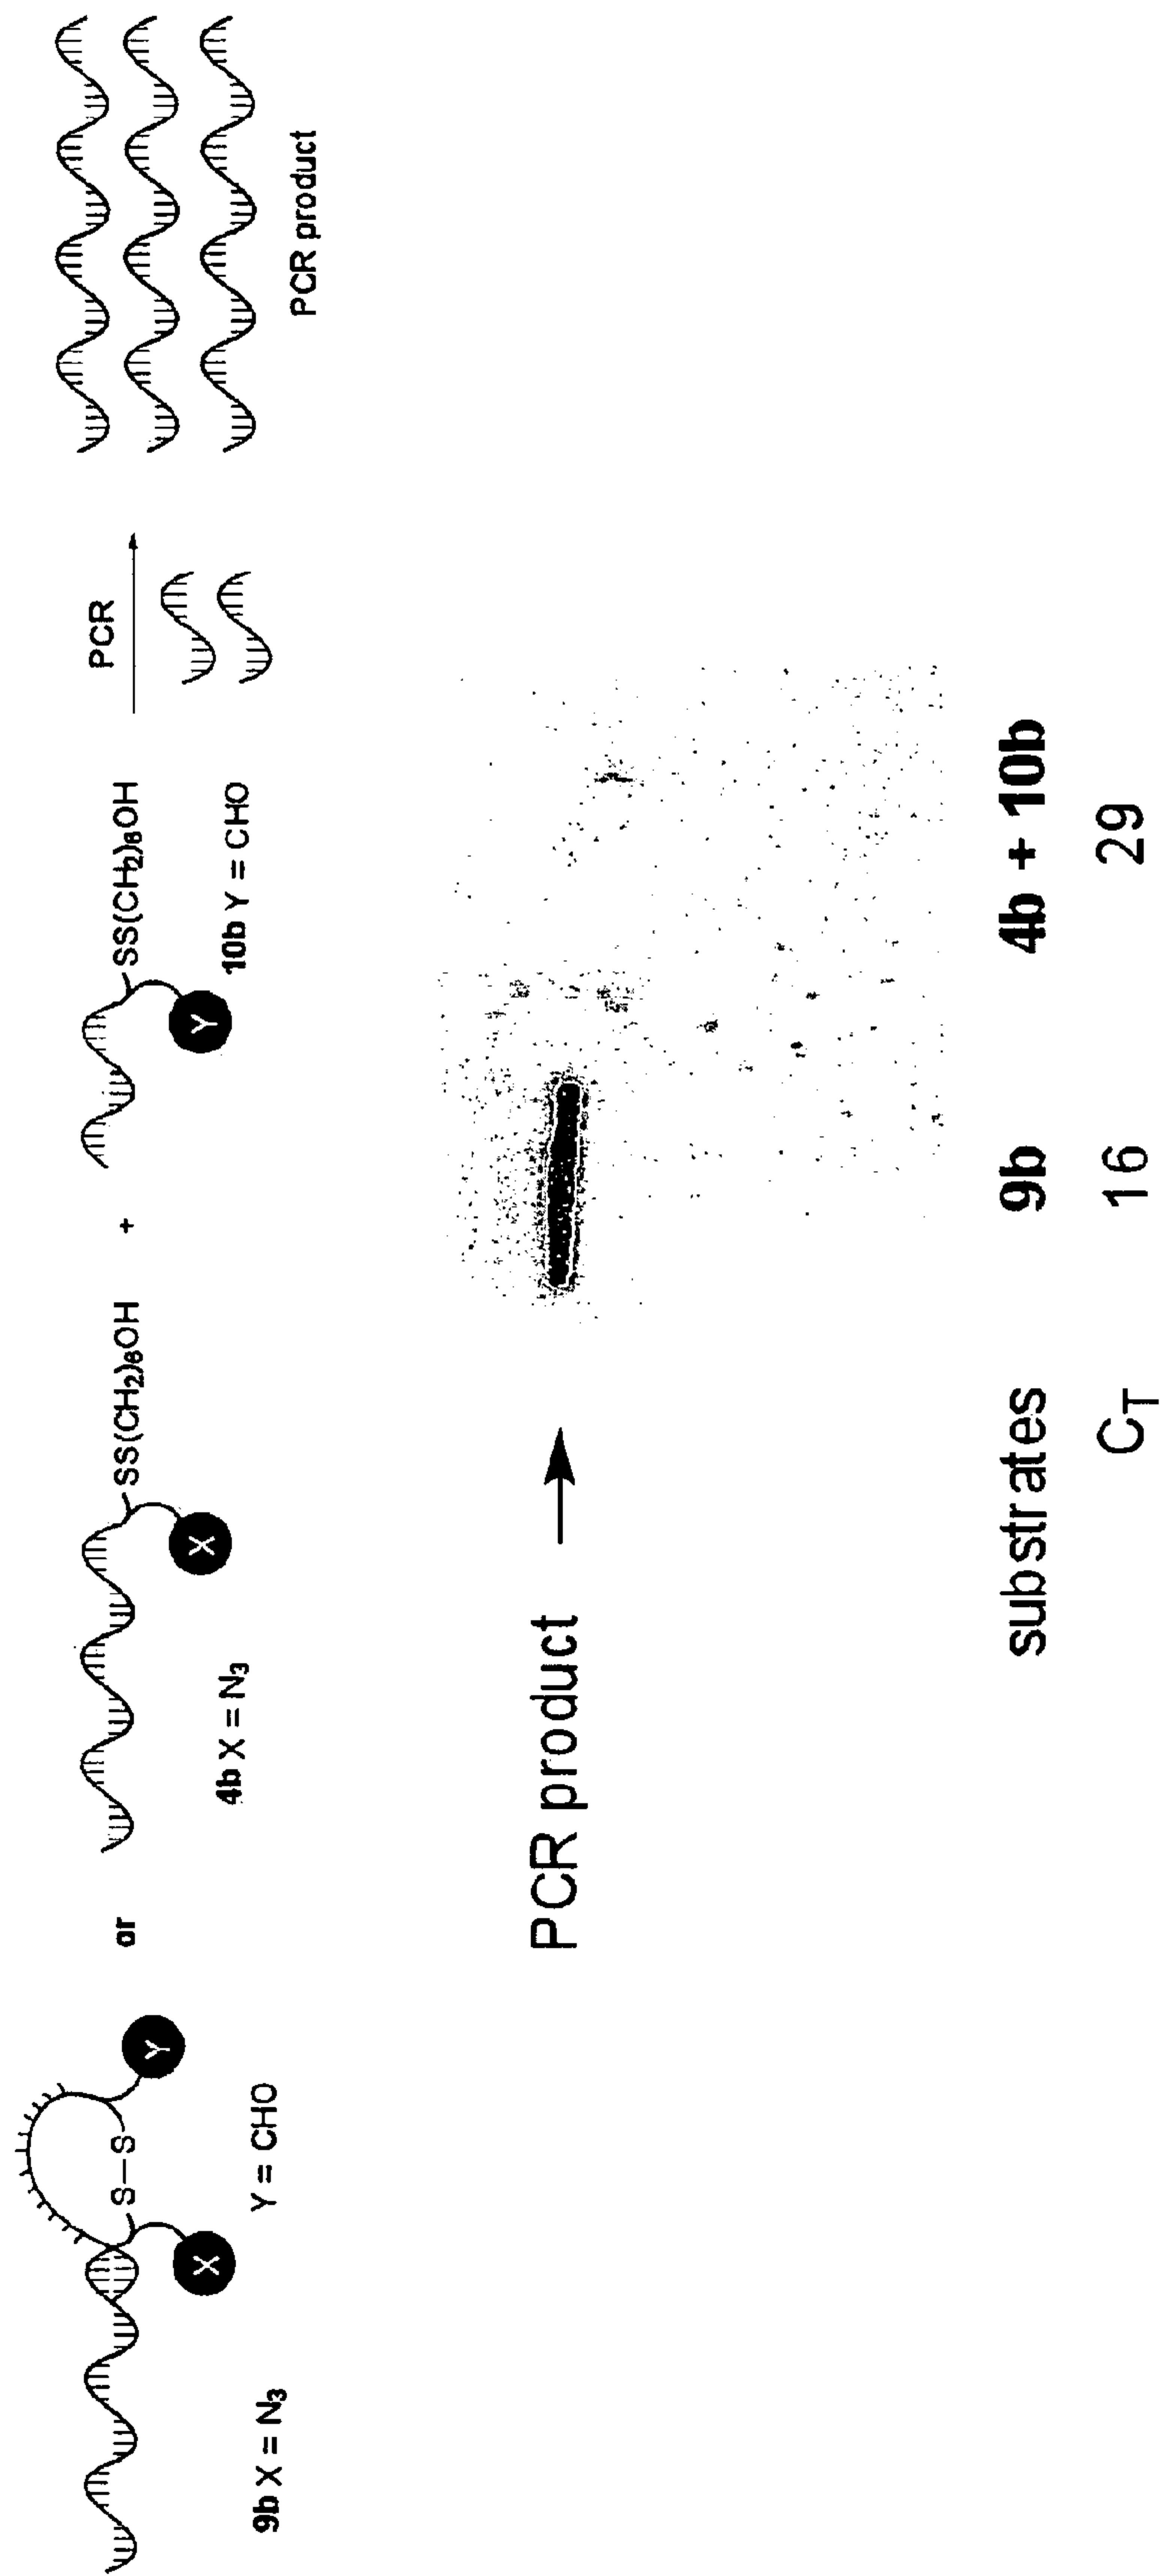 S—S
X
Y
9b X = N₃
Y = CHO
or
SS(CH₂)₆OH
X
4b X = N₃
+
SS(CH₂)₆OH
Y
10b Y = CHO
PCR
PCR product
PCR product
substrates 9b 4b + 10b
C_T 16 29